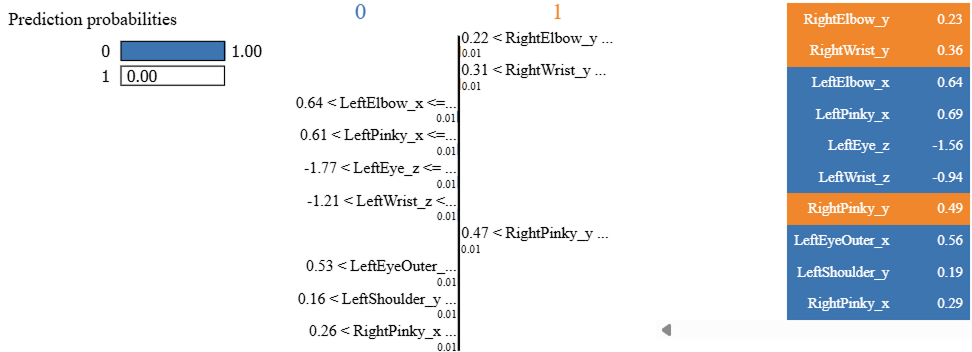 Prediction probabilities
0 1.00
1 0.00
0 1
0.22 < RightElbow_y ...
0.01
0.31 < RightWrist_y ...
0.01
0.64 < LeftElbow_x <=...
0.01
0.61 < LeftPinky_x <=...
0.01
-1.77 < LeftEye_z <= ...
0.01
-1.21 < LeftWrist_z <...
0.01
0.47 < RightPinky_y ...
0.01
0.53 < LeftEyeOuter_...
0.01
0.16 < LeftShoulder_y ...
0.01
0.26 < RightPinky_x ...
0.01
RightElbow_y 0.23
RightWrist_y 0.36
LeftElbow_x 0.64
LeftPinky_x 0.69
LeftEye_z -1.56
LeftWrist_z -0.94
RightPinky_y 0.49
LeftEyeOuter_x 0.56
LeftShoulder_y 0.19
RightPinky_x 0.29